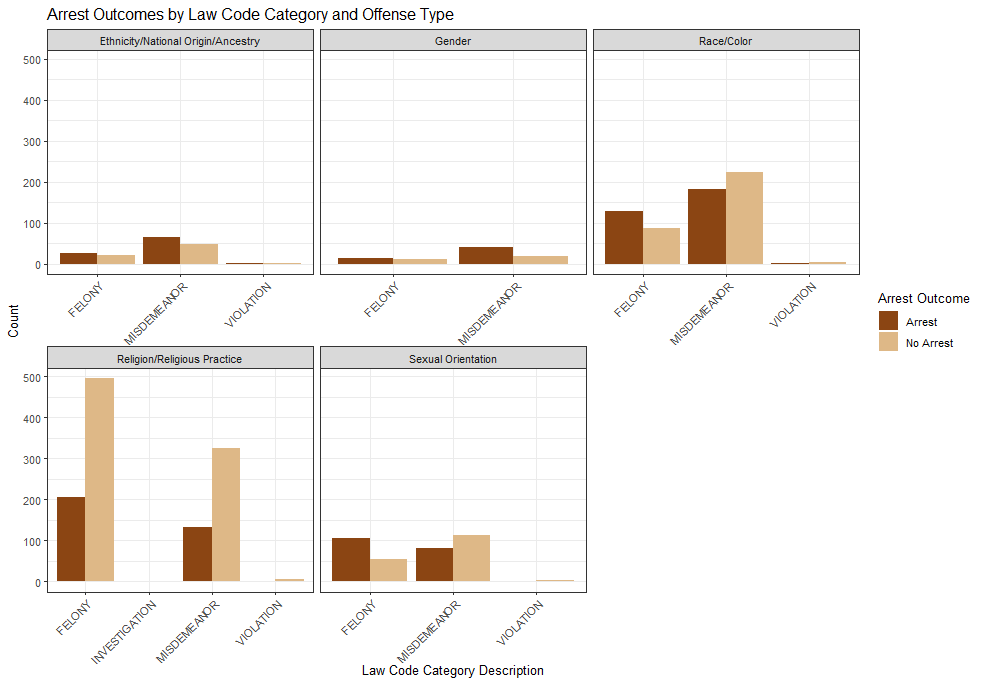 Arrest Outcomes by Law Code Category and Offense Type
Ethnicity/National Origin/Ancestry
Gender
Race/Color
500
400
300
200
100
0
FELONY
MISDEMEANOR
VIOLATION
FELONY
MISDEMEANOR
FELONY
MISDEMEANOR
VIOLATION
Count
Arrest Outcome
Arrest
No Arrest
Religion/Religious Practice
Sexual Orientation
500
400
300
200
100
0
FELONY
INVESTIGATION
MISDEMEANOR
VIOLATION
FELONY
MISDEMEANOR
VIOLATION
Law Code Category Description